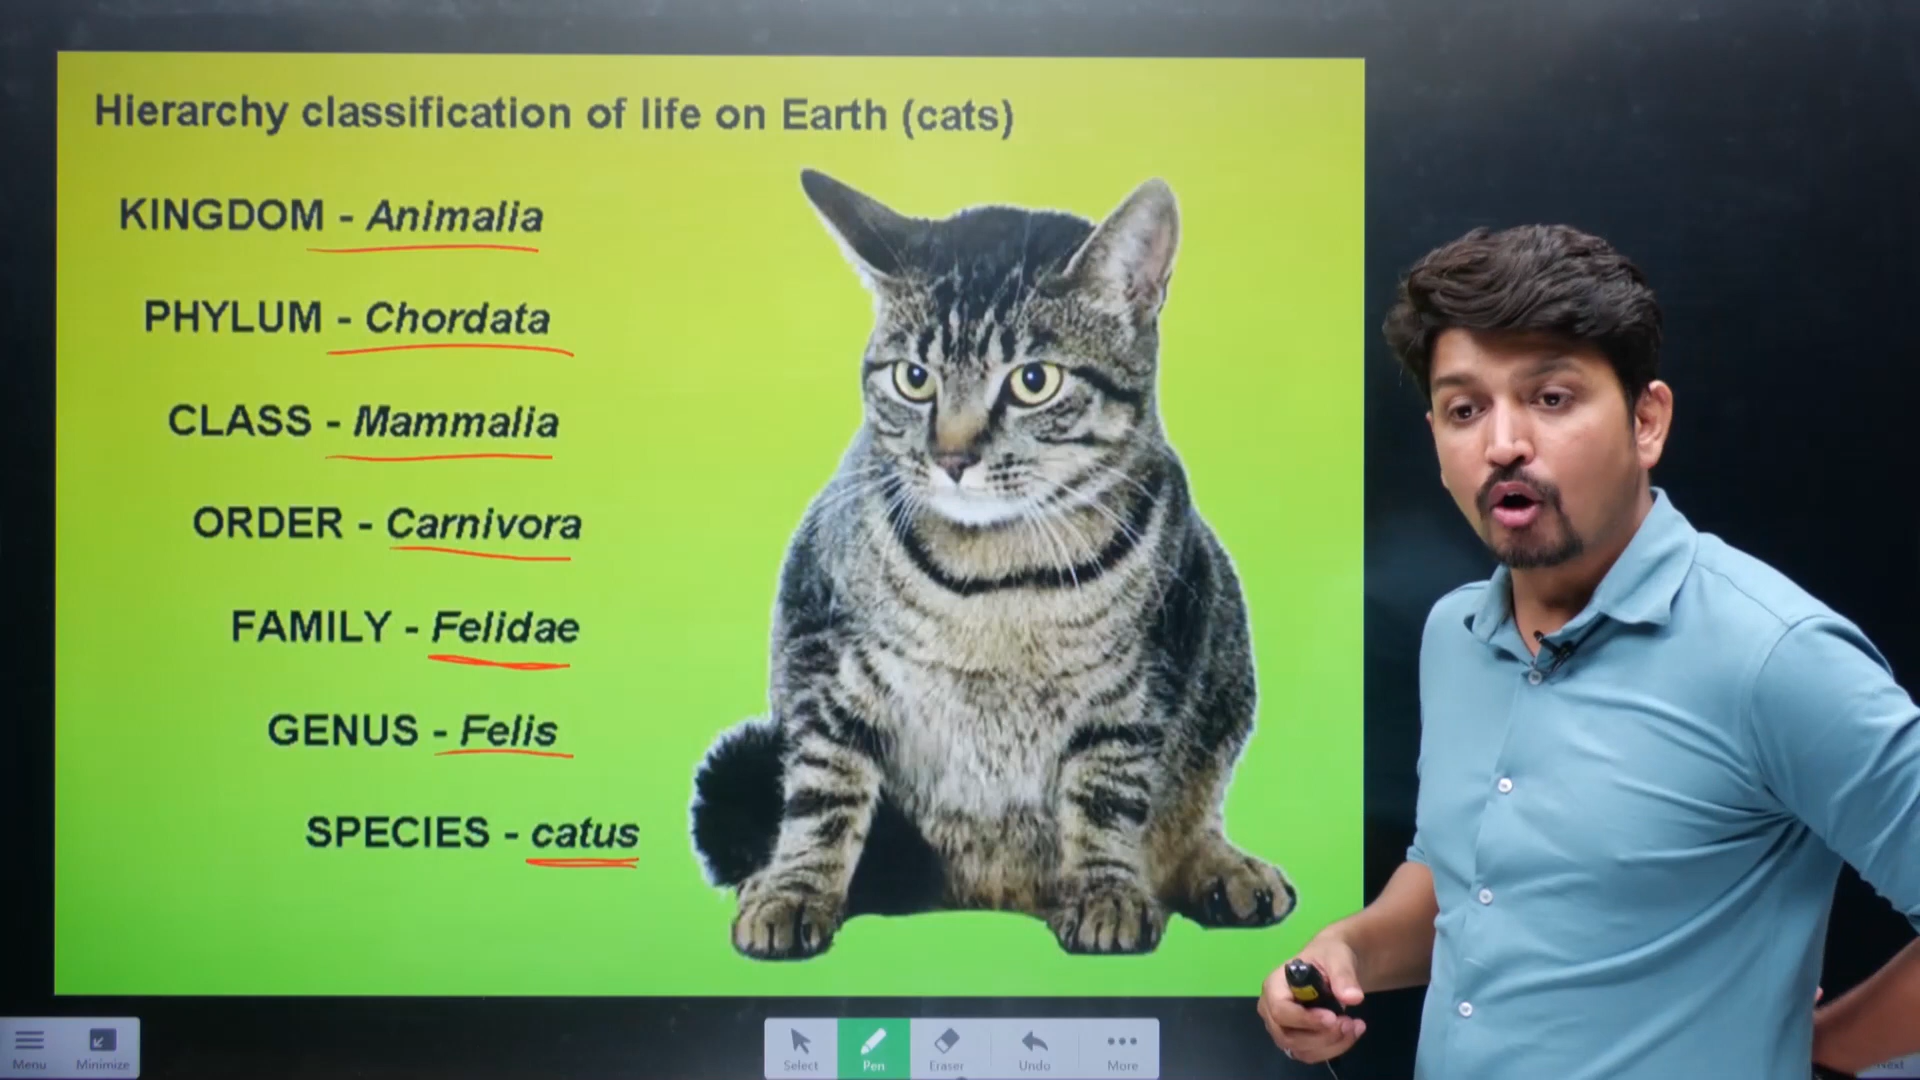 Hierarchy classification of life on Earth (cats)
KINGDOM - Animalia
PHYLUM - Chordata
CLASS - Mammalia
ORDER - Carnivora
FAMILY - Felidae
GENUS - Felis
SPECIES - catus
Menu
Minimize
Select
Pen
Eraser
Undo
More
Next